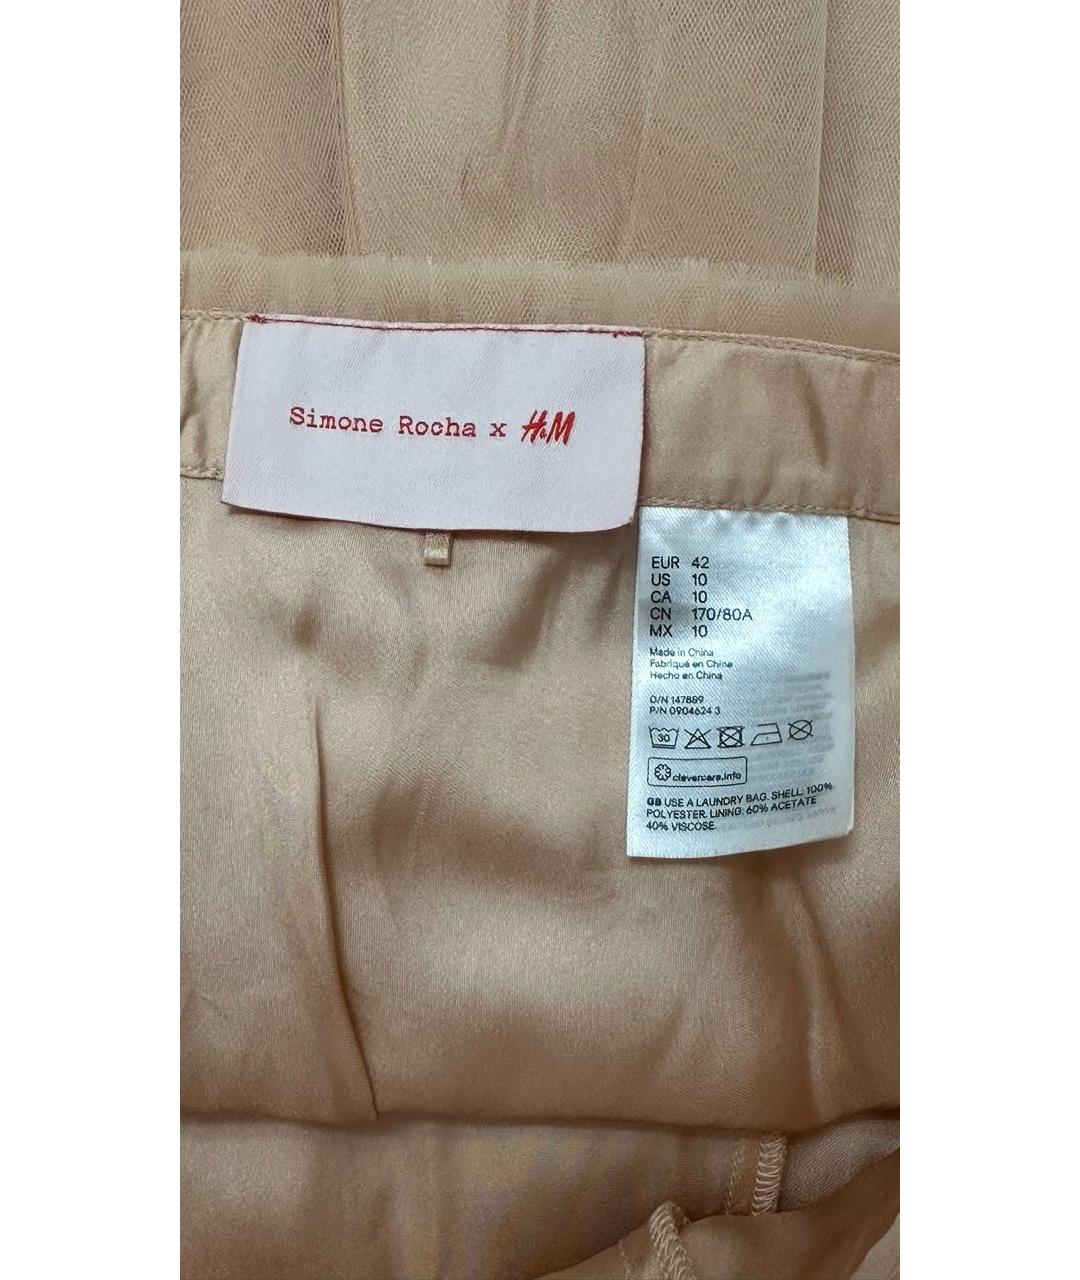 Simone Rocha x H&M
EUR 42
US 10
CA 10
CN 170/80A
MX 10
Made in China
Fabriqué en Chine
Hecho en China
O/N 147889
P/N 0904624 3
30
clevercare.info
GB USE A LAUNDRY BAG. SHELL: 100%
POLYESTER. LINING: 60% ACETATE
40% VISCOSE.